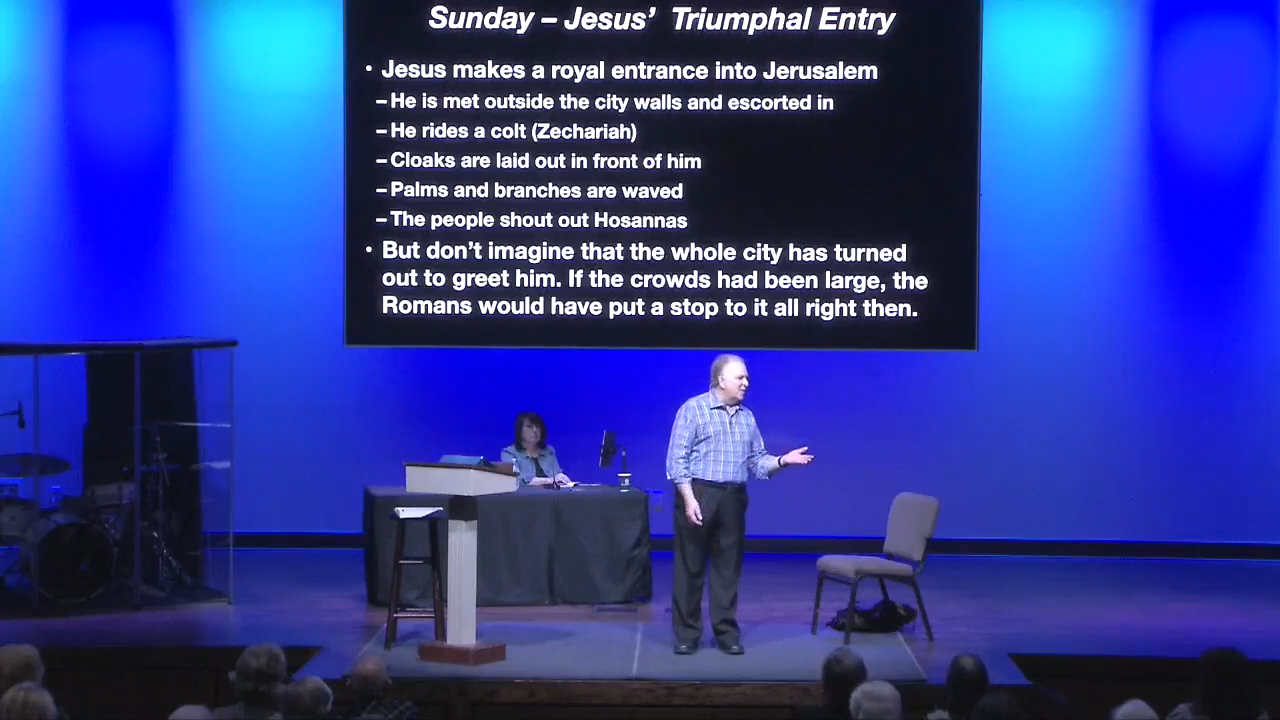 Sunday – Jesus’ Triumphal Entry
• Jesus makes a royal entrance into Jerusalem
– He is met outside the city walls and escorted in
– He rides a colt (Zechariah)
– Cloaks are laid out in front of him
– Palms and branches are waved
– The people shout out Hosannas
• But don’t imagine that the whole city has turned
out to greet him. If the crowds had been large, the
Romans would have put a stop to it all right then.